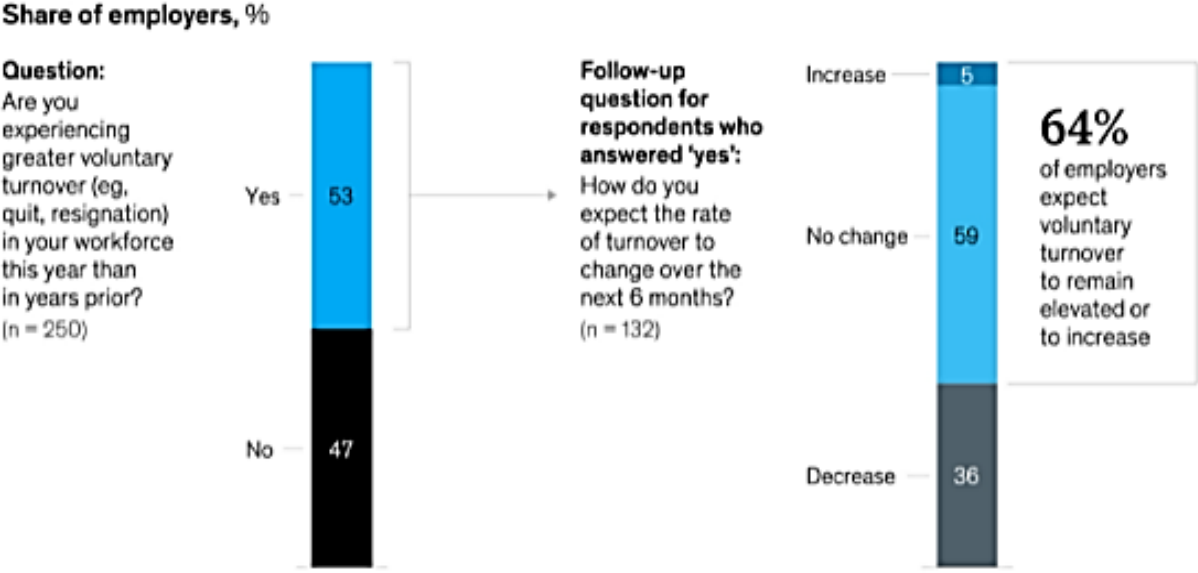 Share of employers, %
Question:
Are you
experiencing
greater voluntary
turnover (eg,
quit, resignation)
in your workforce
this year than
in years prior?
(n = 250)
Yes
53
No
47
Follow-up
question for
respondents who
answered 'yes':
How do you
expect the rate
of turnover to
change over the
next 6 months?
(n = 132)
Increase
5
No change
59
Decrease
36
64%
of employers
expect
voluntary
turnover
to remain
elevated or
to increase